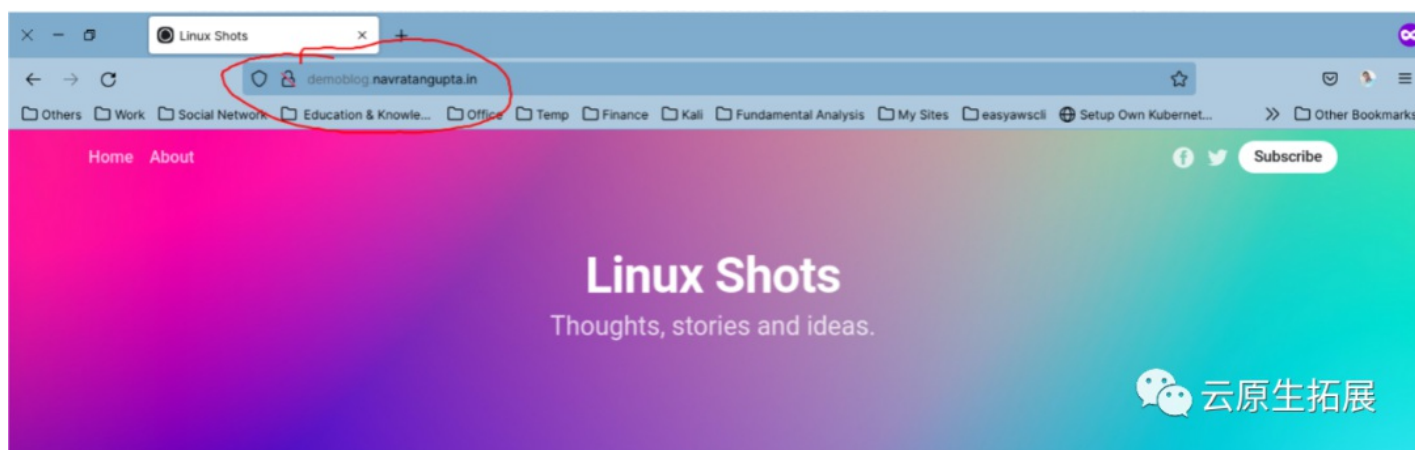 Linux Shots
demoblog.navratangupta.in
Others Work Social Network Education & Knowle... Office Temp Finance Kali Fundamental Analysis My Sites easyawscli Setup Own Kubernet... Other Bookmarks
Home About Subscribe
Linux Shots
Thoughts, stories and ideas.
云原生拓展